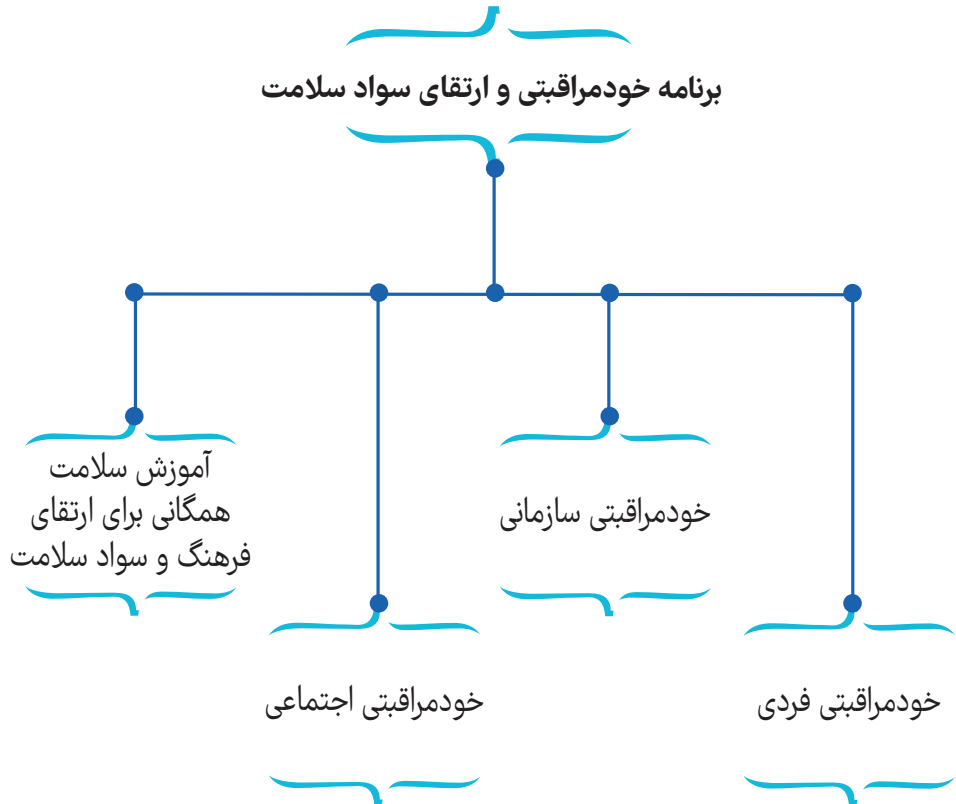 برنامه خودمراقبتی و ارتقای سواد سلامت
خودمراقبتی فردی
خودمراقبتی سازمانی
خودمراقبتی اجتماعی
آموزش سلامت
همگانی برای ارتقای
فرهنگ و سواد سلامت